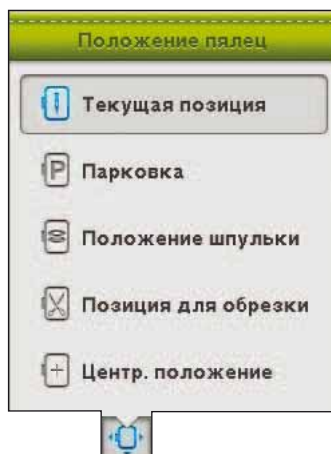 Положение пялец
Текущая позиция
P Парковка
Положение шпульки
Позиция для обрезки
Центр. положение